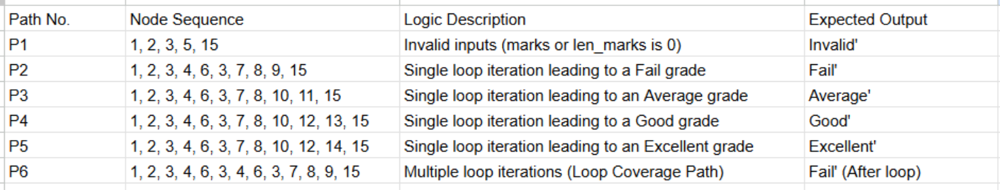 Path No. Node Sequence Logic Description Expected Output
P1 1, 2, 3, 5, 15 Invalid inputs (marks or len_marks is 0) Invalid'
P2 1, 2, 3, 4, 6, 3, 7, 8, 9, 15 Single loop iteration leading to a Fail grade Fail'
P3 1, 2, 3, 4, 6, 3, 7, 8, 10, 11, 15 Single loop iteration leading to an Average grade Average'
P4 1, 2, 3, 4, 6, 3, 7, 8, 10, 12, 13, 15 Single loop iteration leading to a Good grade Good'
P5 1, 2, 3, 4, 6, 3, 7, 8, 10, 12, 14, 15 Single loop iteration leading to an Excellent grade Excellent'
P6 1, 2, 3, 4, 6, 3, 4, 6, 3, 7, 8, 9, 15 Multiple loop iterations (Loop Coverage Path) Fail' (After loop)